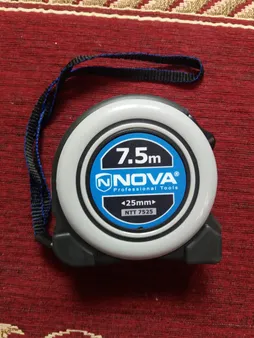 7.5m
N NOVA
Professional Tools
◄25mm►
NTT 7525